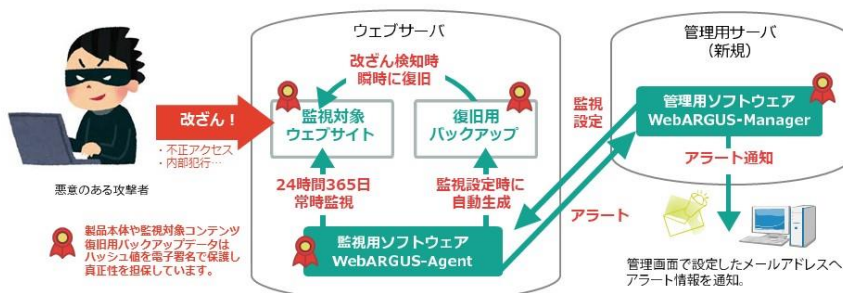 ウェブサーバ
管理用サーバ
(新規)
改ざん検知時
瞬時に復旧
監視対象
ウェブサイト
復旧用
バックアップ
監視
設定
管理用ソフトウェア
WebARGUS-Manager
改ざん！
・不正アクセス
・内部犯行…
悪意のある攻撃者
24時間365日
常時監視
監視設定時に
自動生成
アラート
アラート通知
製品本体や監視対象コンテンツ
復旧用バックアップデータは
ハッシュ値を電子署名で保護し
真正性を担保しています。
監視用ソフトウェア
WebARGUS-Agent
管理画面で設定したメールアドレスへ
アラート情報を通知。